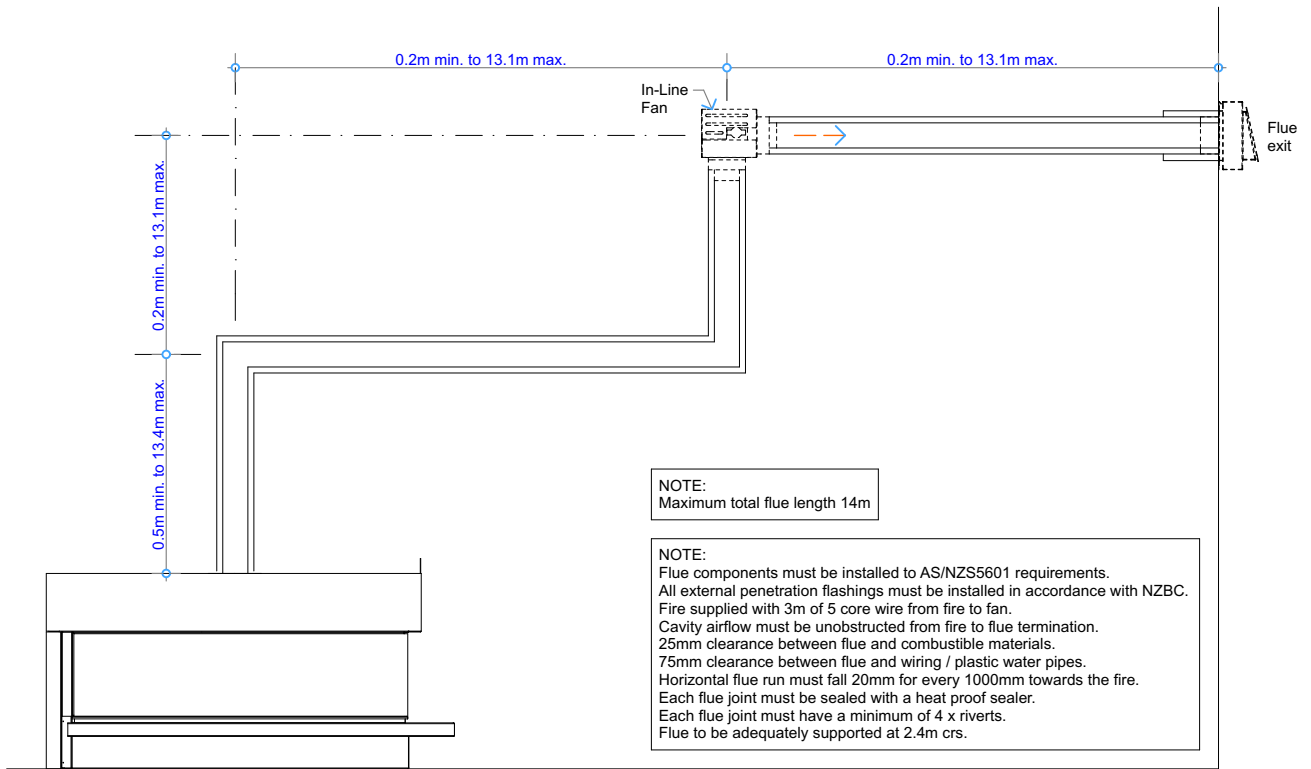 0.2m min. to 13.1m max.
0.2m min. to 13.1m max.
In-Line
Fan
Flue
exit
0.2m min. to 13.1m max.
0.5m min. to 13.4m max.
NOTE:
Maximum total flue length 14m
NOTE:
Flue components must be installed to AS/NZS5601 requirements.
All external penetration flashings must be installed in accordance with NZBC.
Fire supplied with 3m of 5 core wire from fire to fan.
Cavity airflow must be unobstructed from fire to flue termination.
25mm clearance between flue and combustible materials.
75mm clearance between flue and wiring / plastic water pipes.
Horizontal flue run must fall 20mm for every 1000mm towards the fire.
Each flue joint must be sealed with a heat proof sealer.
Each flue joint must have a minimum of 4 x riverts.
Flue to be adequately supported at 2.4m crs.